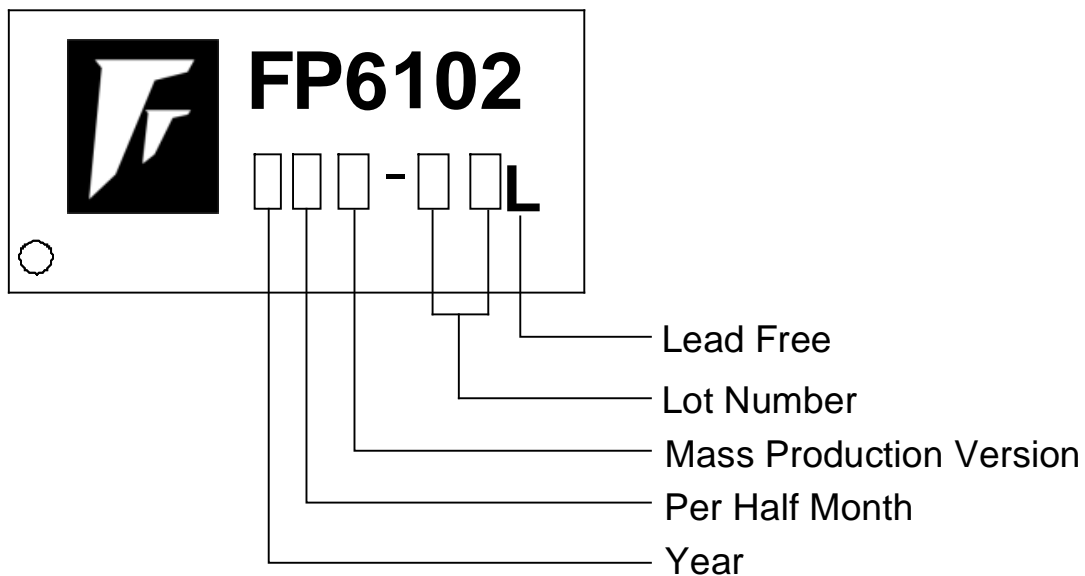 FP6102
- L
Lead Free
Lot Number
Mass Production Version
Per Half Month
Year